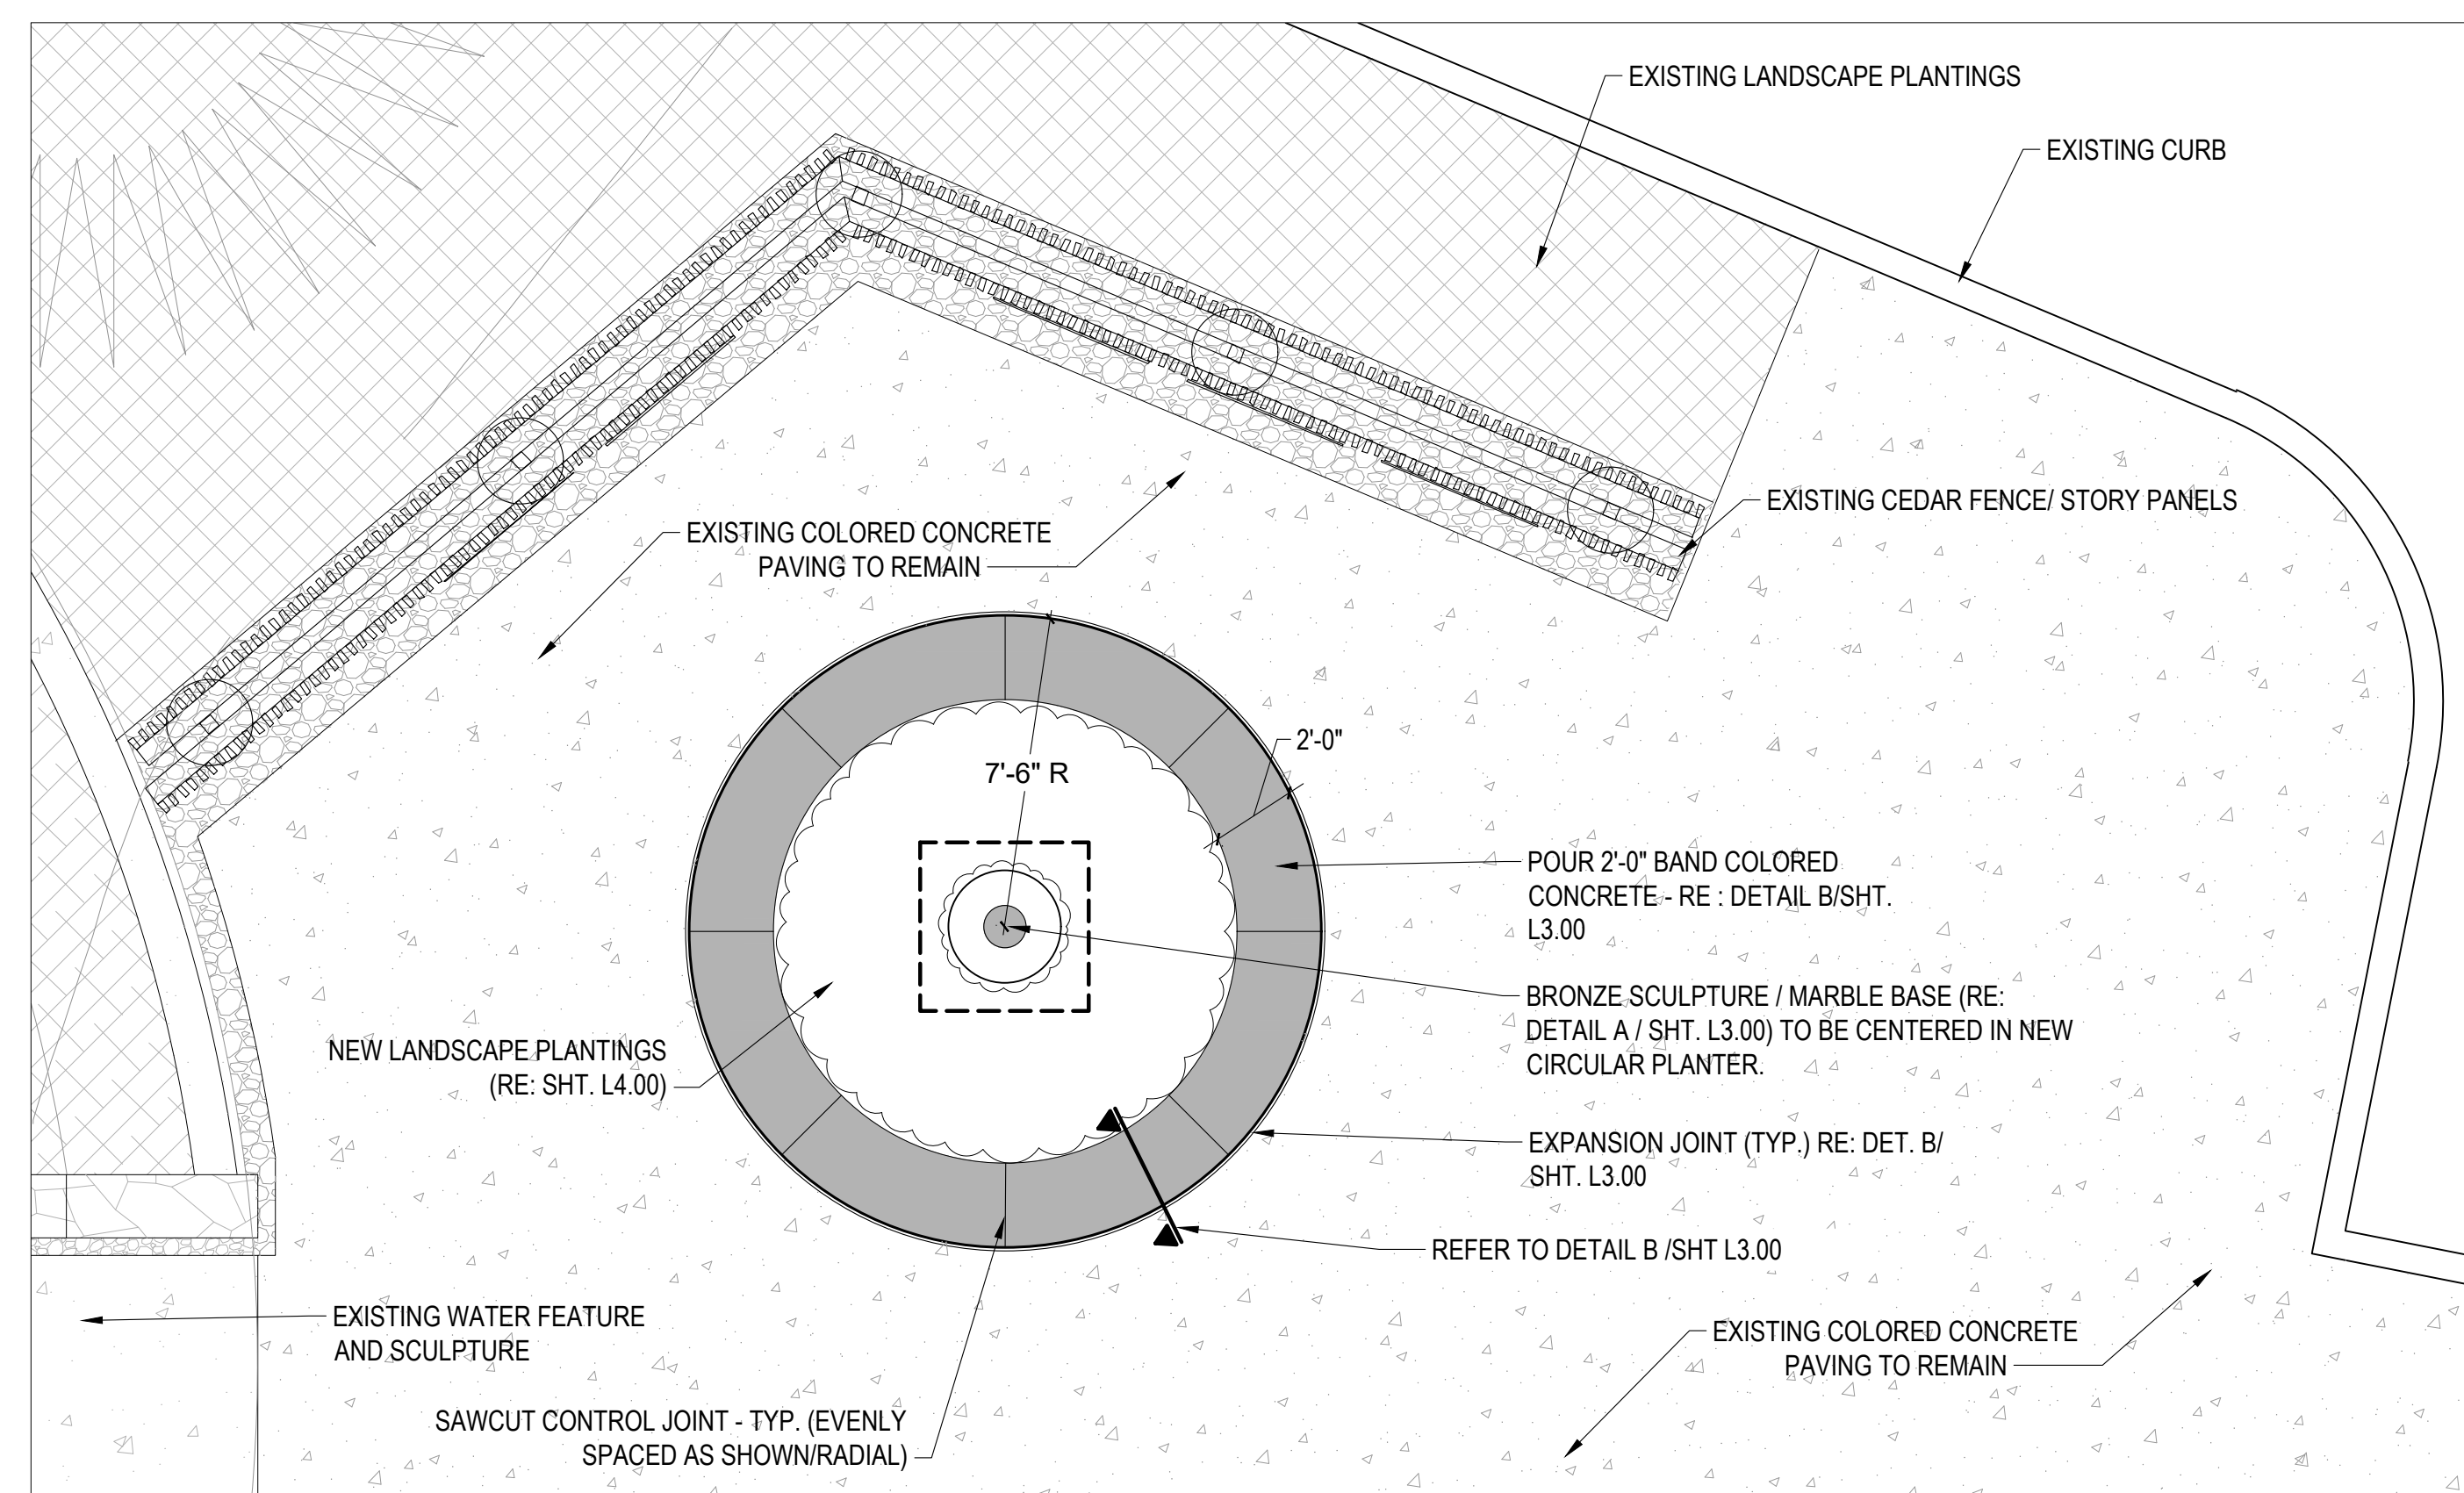 EXISTING LANDSCAPE PLANTINGS
EXISTING CURB
EXISTING CEDAR FENCE/ STORY PANELS
EXISTING COLORED CONCRETE
PAVING TO REMAIN
2'-0"
7'-6" R
POUR 2'-0" BAND COLORED
CONCRETE - RE : DETAIL B/SHT.
L3.00
BRONZE SCULPTURE / MARBLE BASE (RE:
DETAIL A / SHT. L3.00) TO BE CENTERED IN NEW
CIRCULAR PLANTER.
NEW LANDSCAPE PLANTINGS
(RE: SHT. L4.00)
EXPANSION JOINT (TYP.) RE: DET. B/
SHT. L3.00
REFER TO DETAIL B /SHT L3.00
EXISTING WATER FEATURE
AND SCULPTURE
EXISTING COLORED CONCRETE
PAVING TO REMAIN
SAWCUT CONTROL JOINT - TYP. (EVENLY
SPACED AS SHOWN/RADIAL)